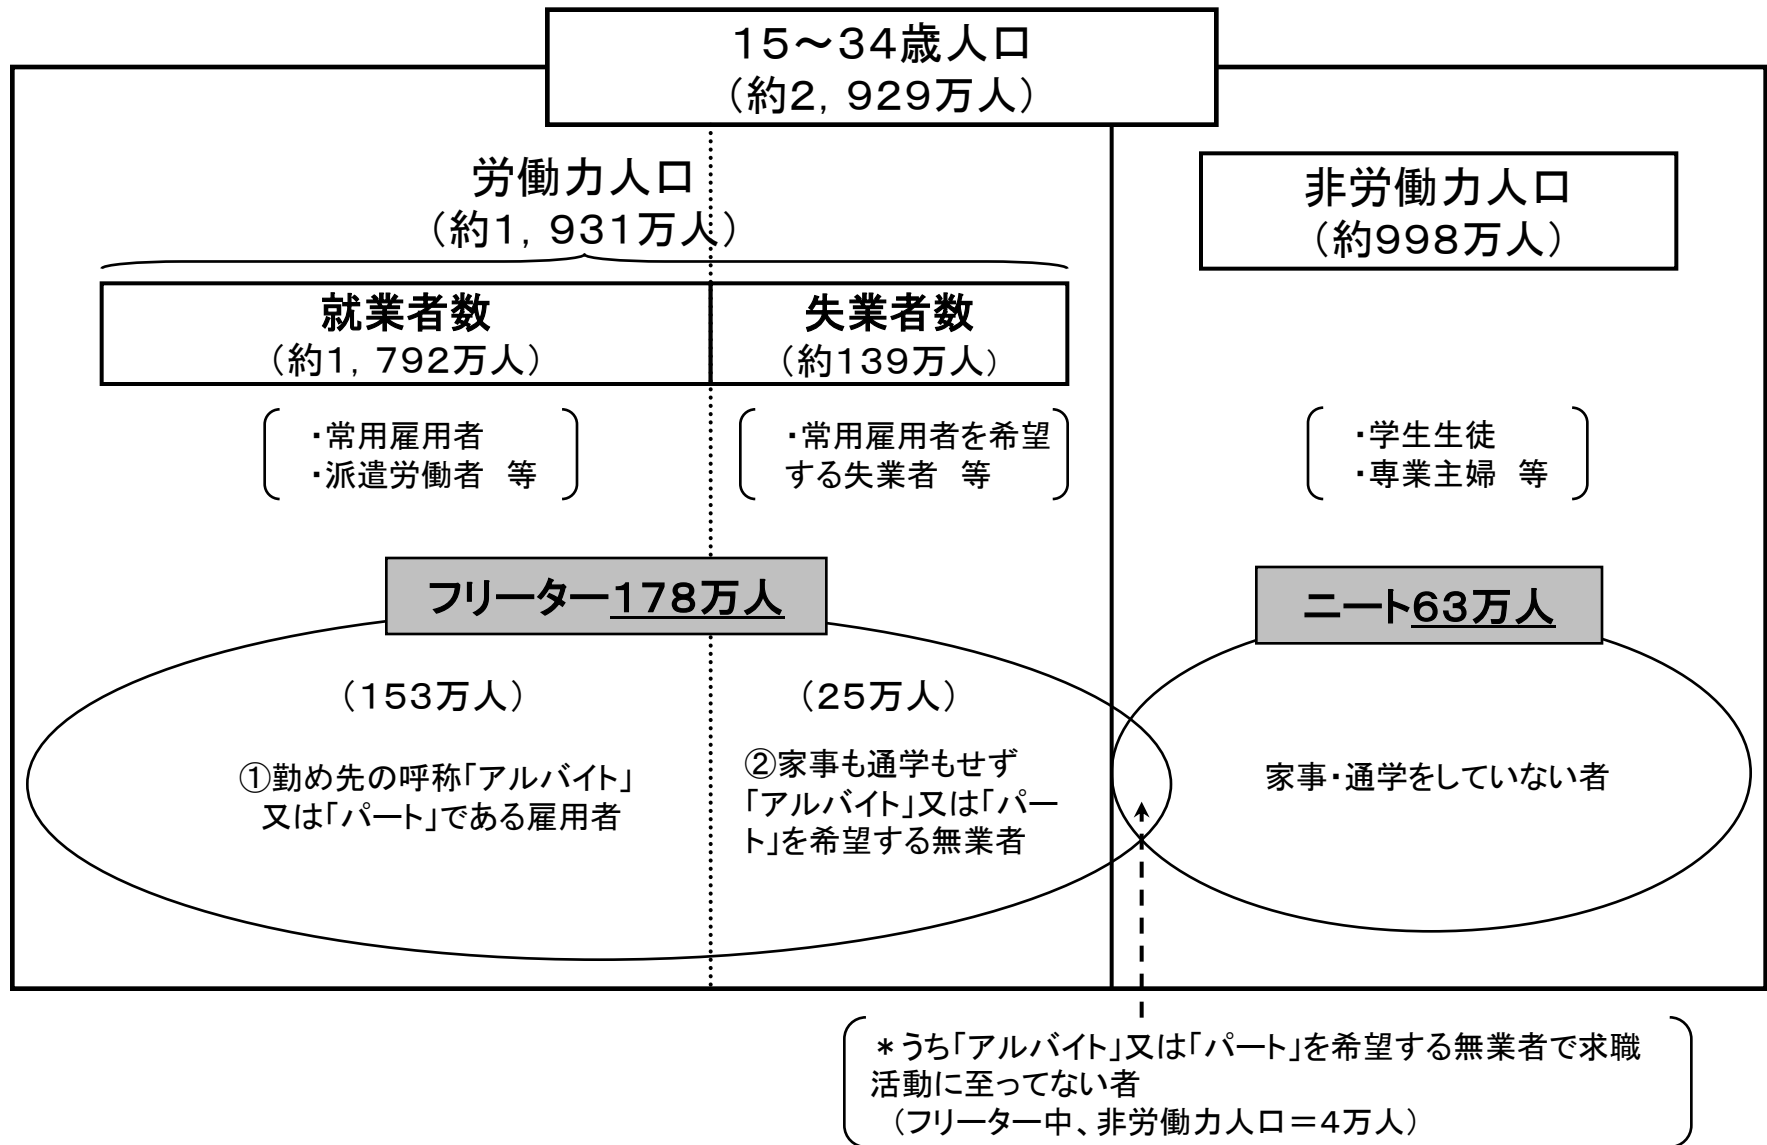 15～34歳人口
（約2，929万人）
労働力人口
（約1，931万人）
非労働力人口
（約998万人）
就業者数
（約1，792万人）
失業者数
（約139万人）
・常用雇用者
・派遣労働者　等
・常用雇用者を希望
する失業者　等
・学生生徒
・専業主婦　等
フリーター178万人
ニート63万人
（153万人）
（25万人）
①勤め先の呼称「アルバイト」
又は「パート」である雇用者
②家事も通学もせず
「アルバイト」又は「パー
ト」を希望する無業者
家事・通学をしていない者
＊うち「アルバイト」又は「パート」を希望する無業者で求職
活動に至ってない者
（フリーター中、非労働力人口＝4万人）